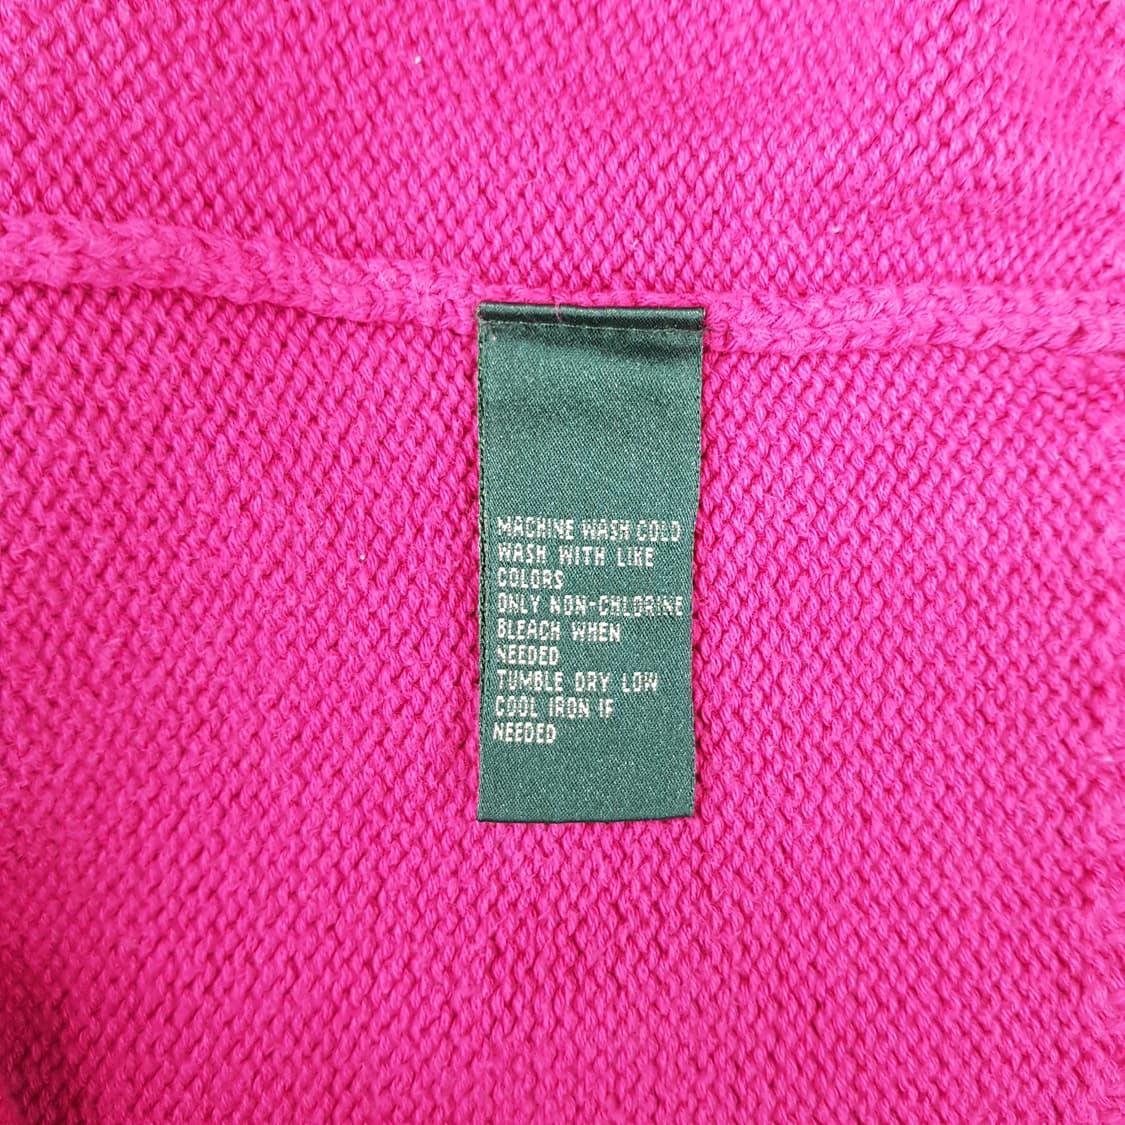 MACHINE WASH COLD
WASH WITH LIKE
COLORS
ONLY NON-CHLORINE
BLEACH WHEN
NEEDED
TUMBLE DRY LOW
COOL IRON IF
NEEDED